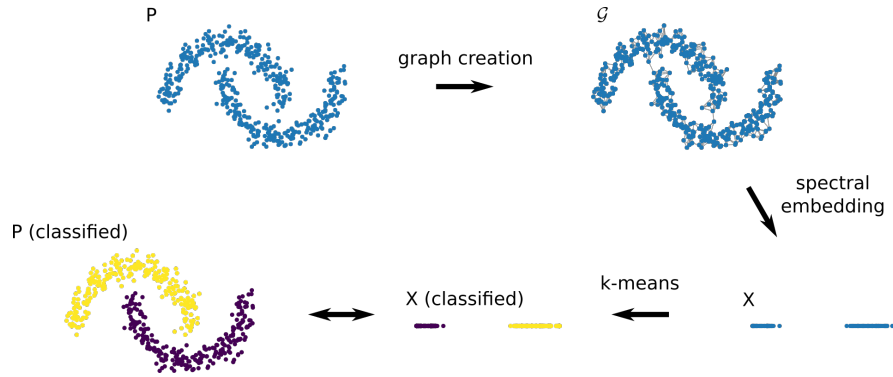 P
graph creation
𝒢
spectral
embedding
X
k-means
X (classified)
P (classified)